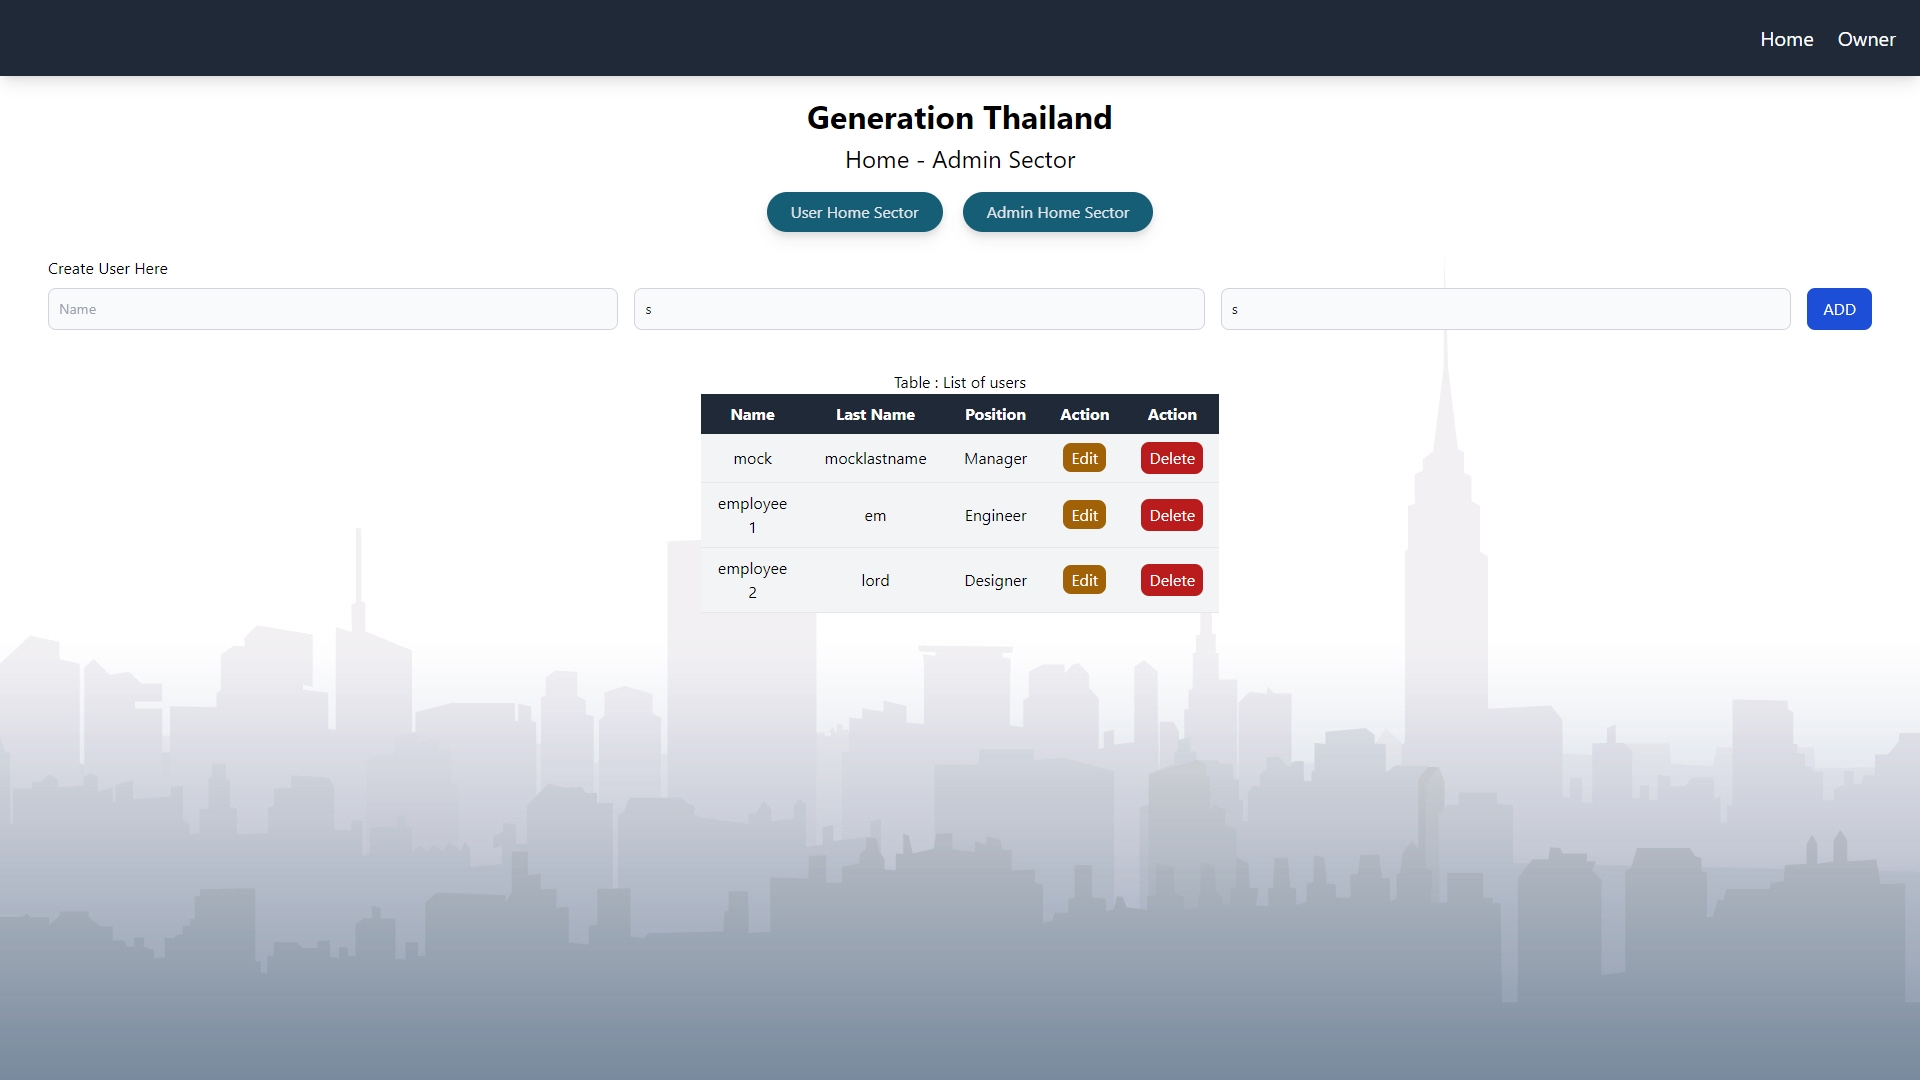 Home Owner
Generation Thailand
Home - Admin Sector
User Home Sector Admin Home Sector
Create User Here
Name s s ADD
Table : List of users
Name Last Name Position Action Action
mock mocklastname Manager Edit Delete
employee
1 em Engineer Edit Delete
employee
2 lord Designer Edit Delete